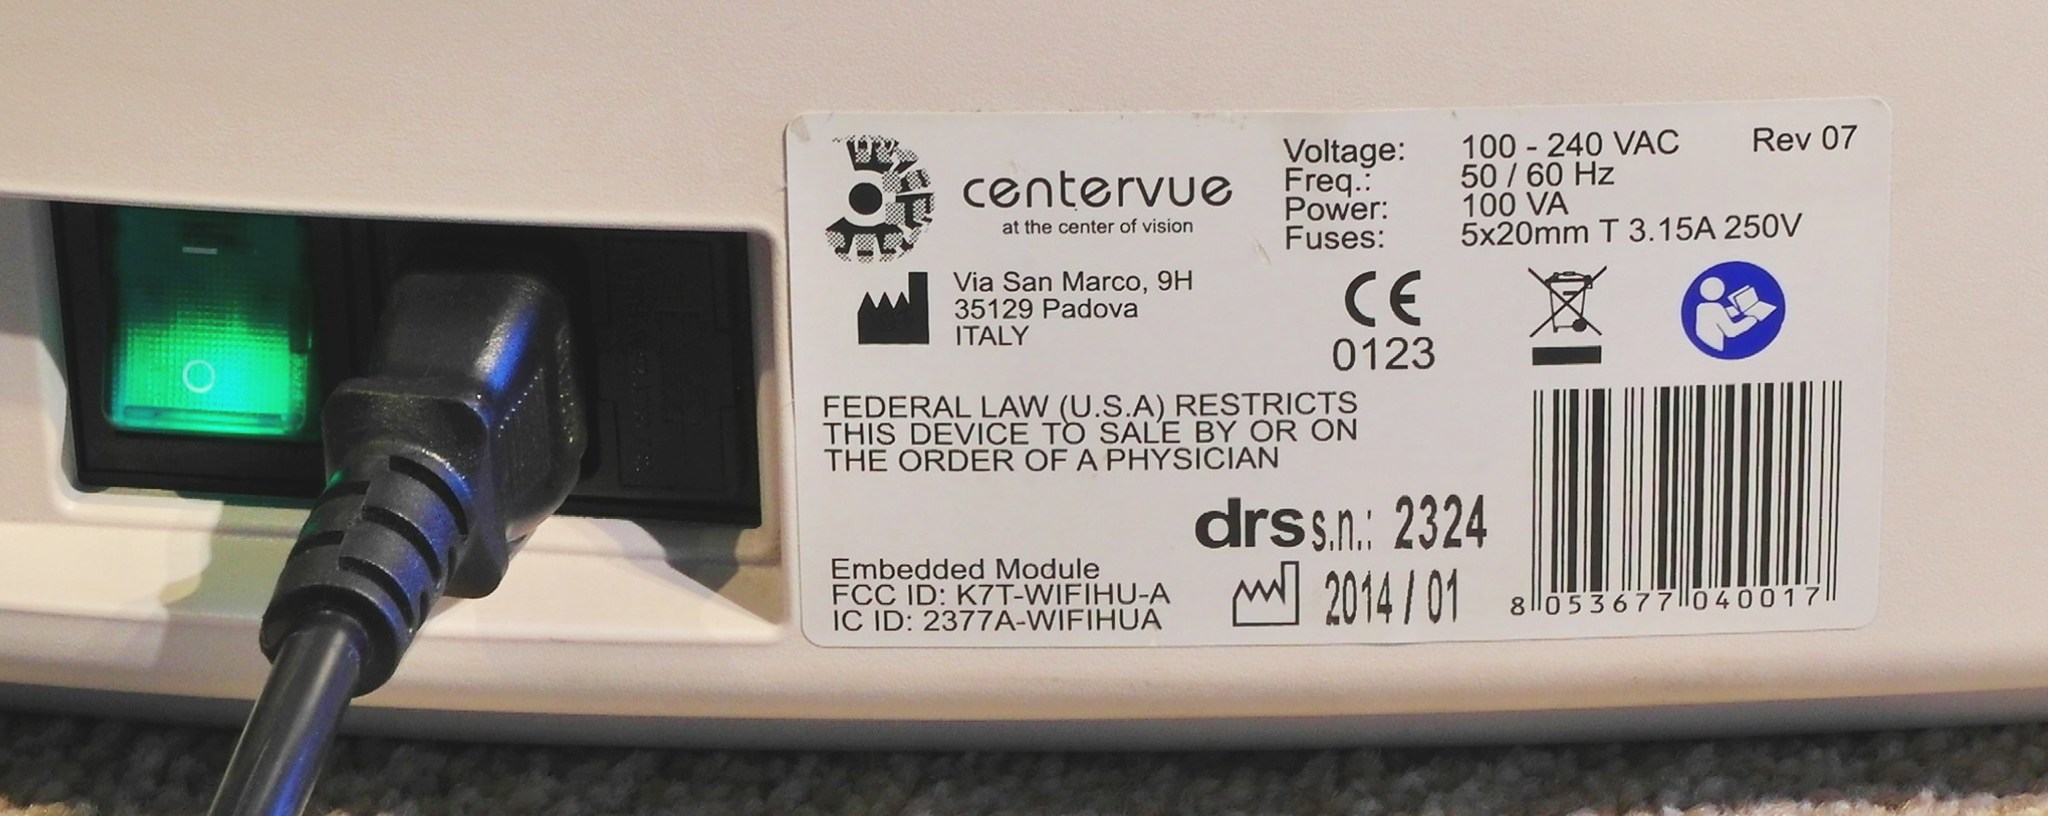 centervue
at the center of vision
Via San Marco, 9H
35129 Padova
ITALY
Voltage: 100 - 240 VAC Rev 07
Freq.: 50 / 60 Hz
Power: 100 VA
Fuses: 5x20mm T 3.15A 250V
CE
0123
FEDERAL LAW (U.S.A) RESTRICTS
THIS DEVICE TO SALE BY OR ON
THE ORDER OF A PHYSICIAN
drs s.n.: 2324
2014 / 01
Embedded Module
FCC ID: K7T-WIFIHU-A
IC ID: 2377A-WIFIHUA
8 053677 040017